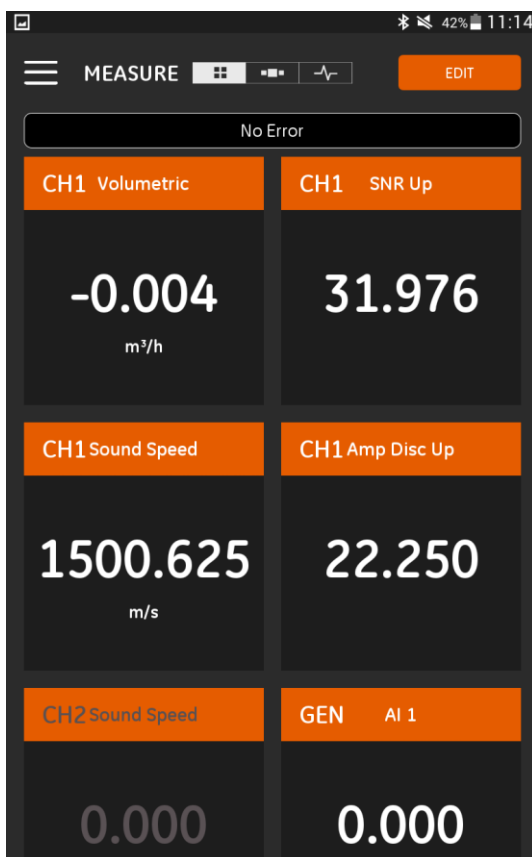 42% 11:14
MEASURE EDIT
No Error
CH1 Volumetric
-0.004
m³/h
CH1 SNR Up
31.976
CH1 Sound Speed
1500.625
m/s
CH1 Amp Disc Up
22.250
CH2 Sound Speed
0.000
GEN AI 1
0.000